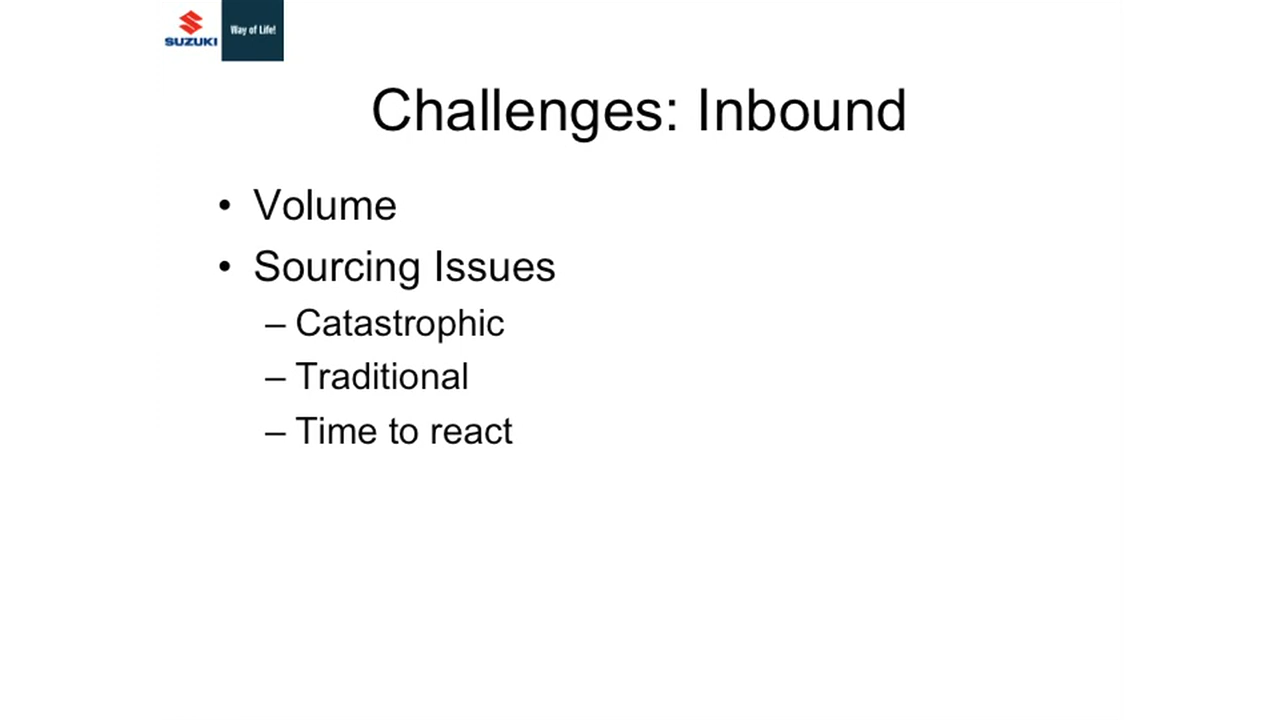 SUZUKI
Way of Life!
Challenges: Inbound
• Volume
• Sourcing Issues
– Catastrophic
– Traditional
– Time to react